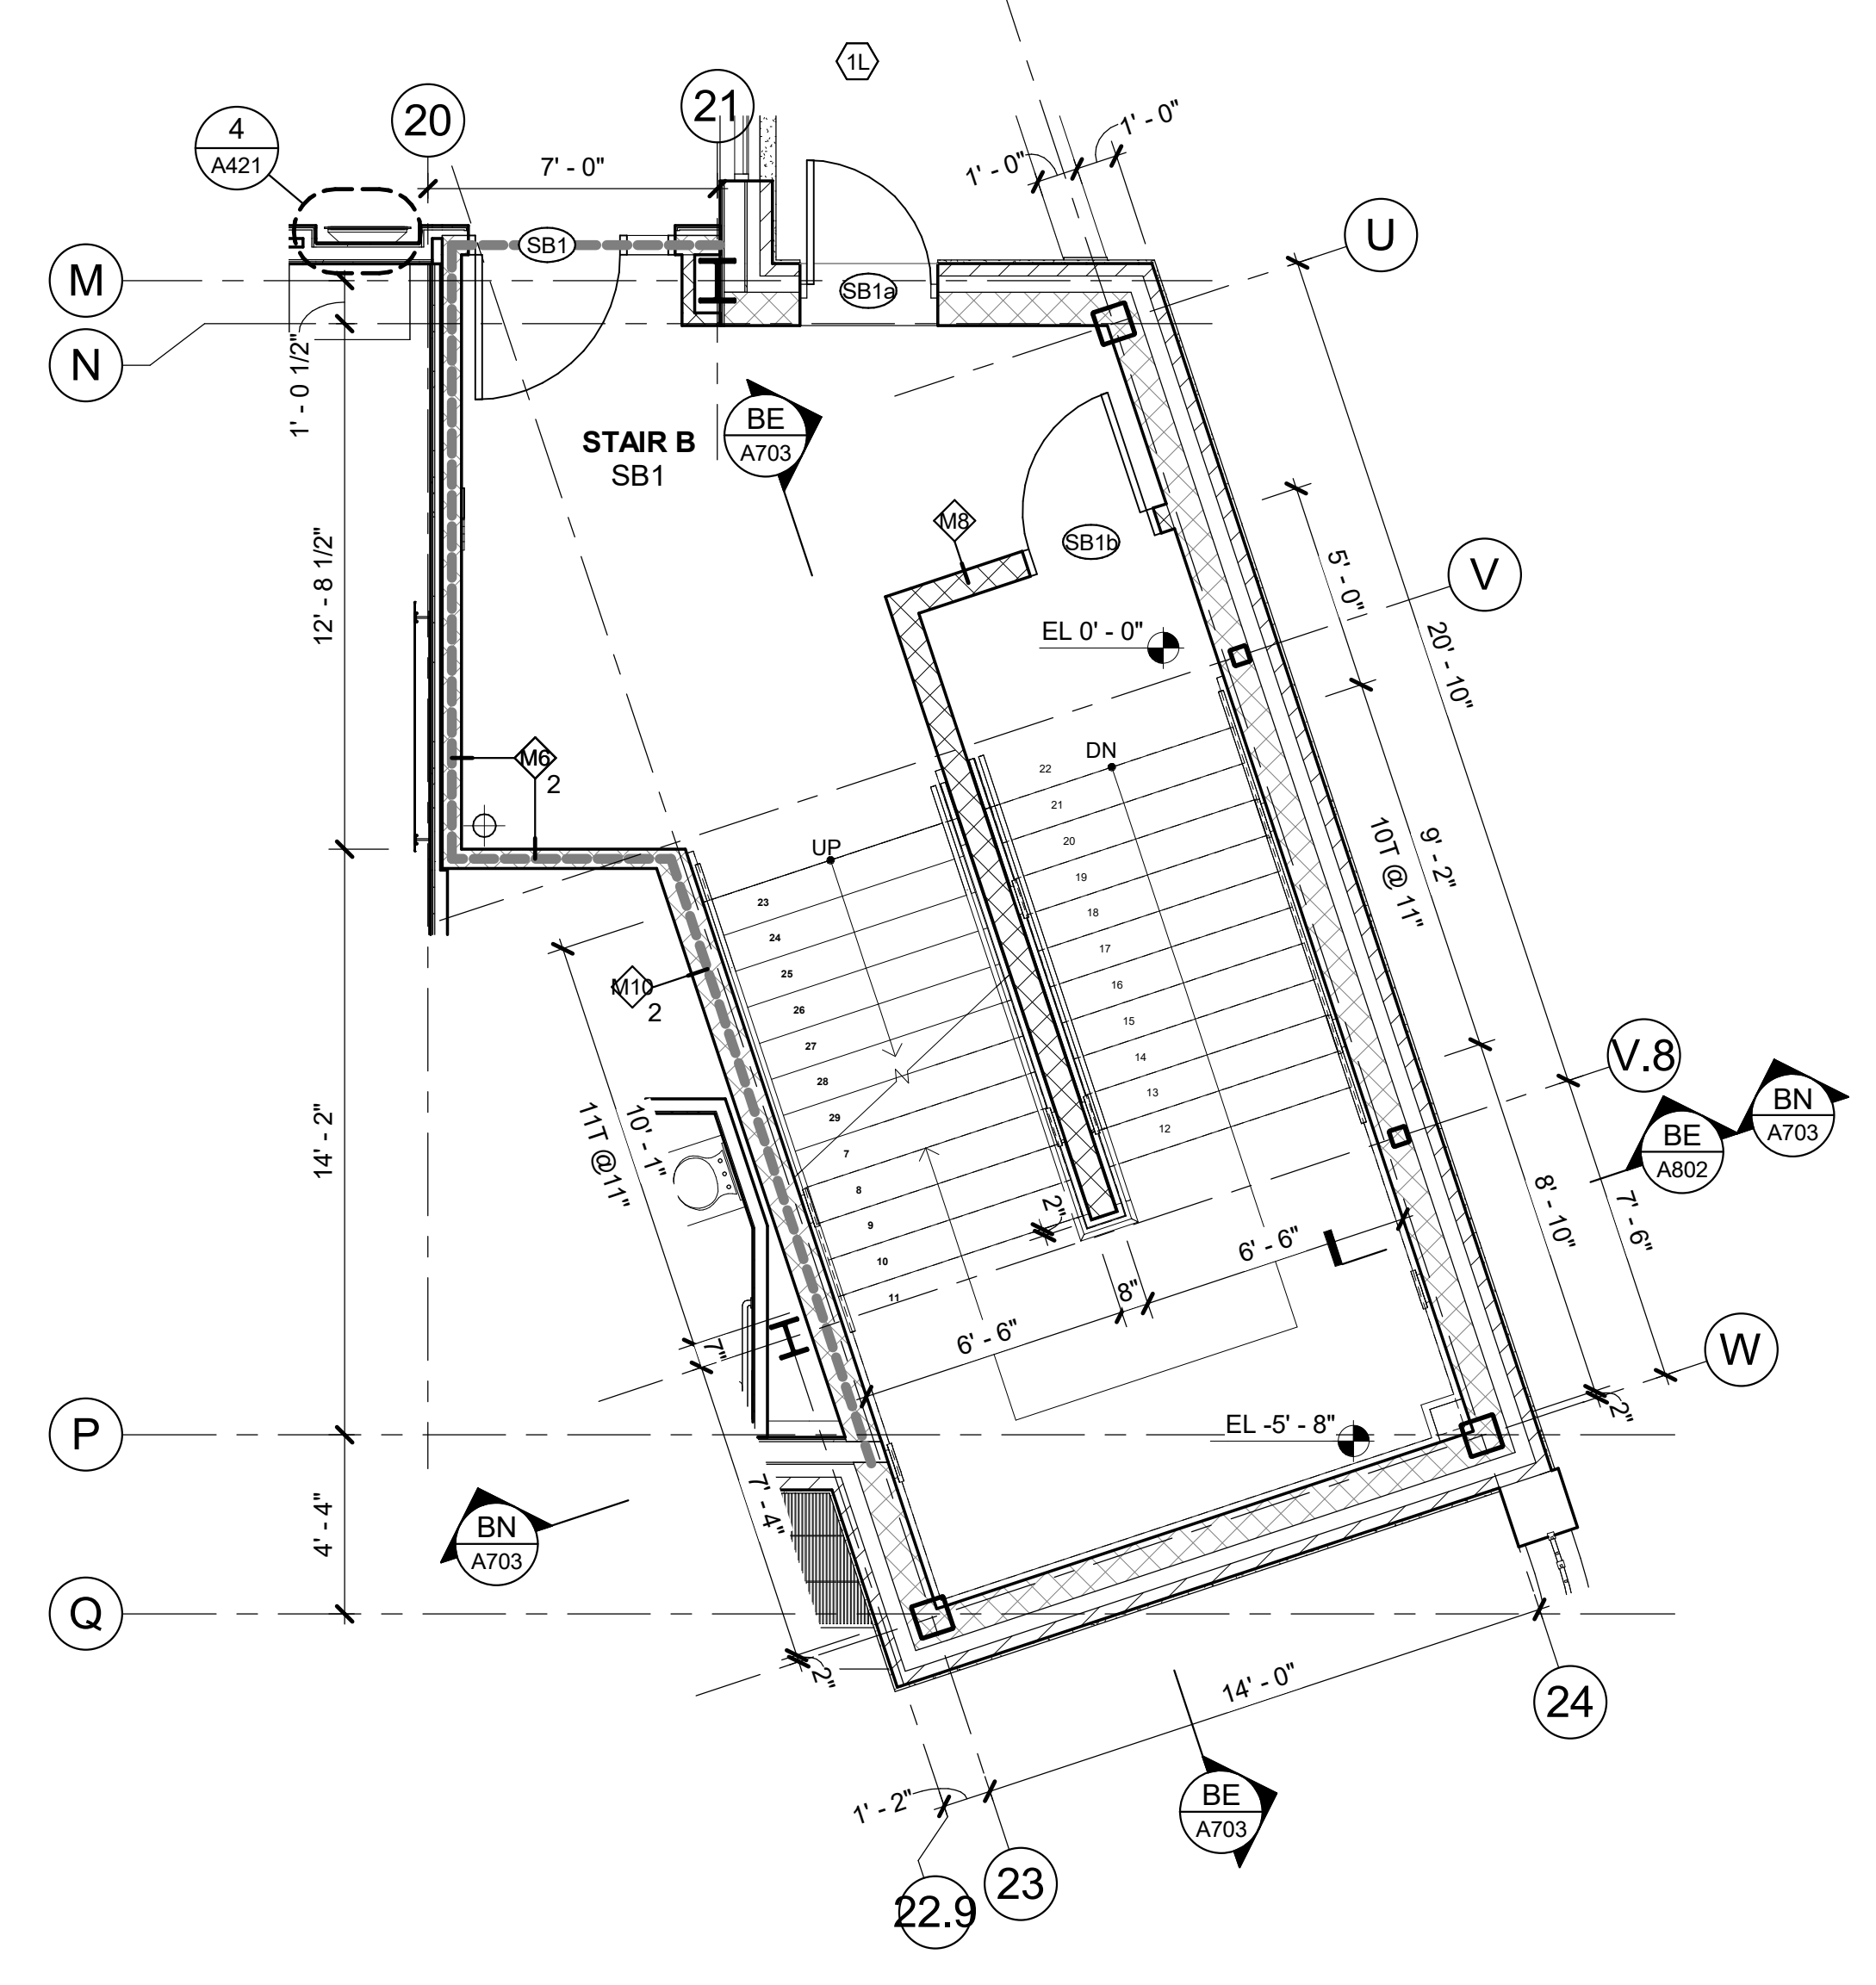 1L
20
21
4
A421
7' - 0"
1' - 0"
1' - 0"
U
SB1
M
SB1a
N
1' - 0 1/2"
STAIR B
SB1
BE
A703
M8
SB1b
5' - 0"
V
12' - 8 1/2"
EL 0' - 0"
20' - 10"
M6
2
DN
22
21
20
19
18
17
16
15
14
13
12
UP
23
24
25
26
27
28
29
7
8
9
10
11
10T @ 11"
9' - 2"
M10
2
V.8
BN
A703
BE
A802
11T @11"
10' - 1"
14' - 2"
2"
6' - 6"
8"
6' - 6"
8' - 10"
7' - 6"
7"
W
2"
P
EL -5' - 8"
7' - 4"
4' - 4"
BN
A703
Q
2"
14' - 0"
24
1' - 2"
BE
A703
23
22.9